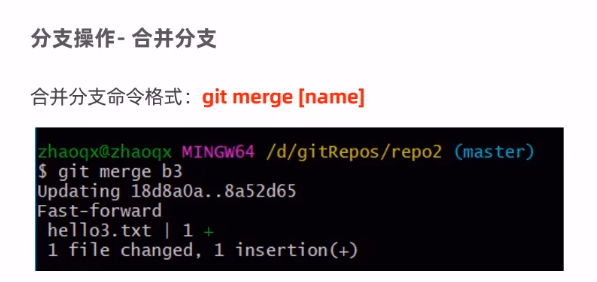 分支操作- 合并分支
合并分支命令格式：git merge [name]
zhaoqx@zhaoqx MINGW64 /d/gitRepos/repo2 (master)
$ git merge b3
Updating 18d8a0a..8a52d65
Fast-forward
 hello3.txt | 1 +
 1 file changed, 1 insertion(+)